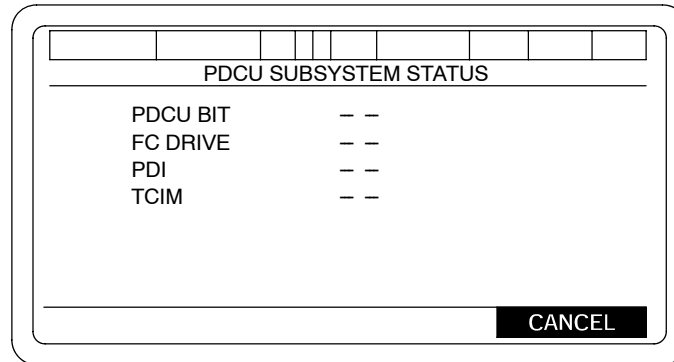 PDCU SUBSYSTEM STATUS
PDCU BIT – –
FC DRIVE – –
PDI – –
TCIM – –
CANCEL